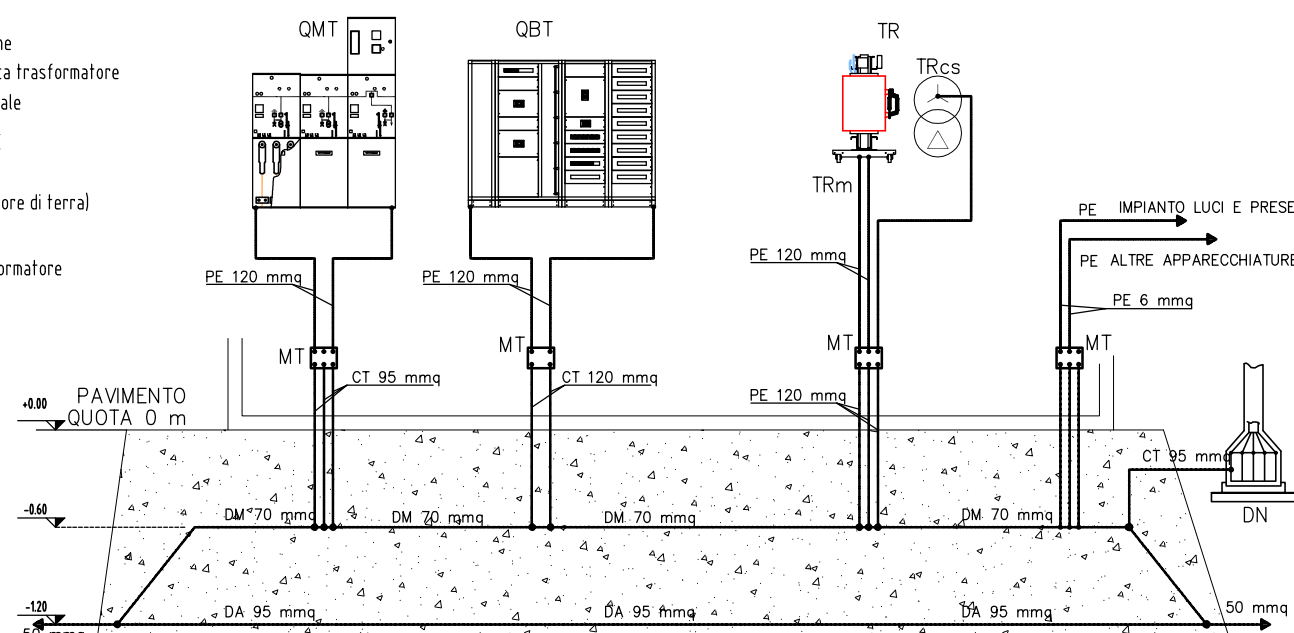 QMT
QBT
TR
TRcs
trasformatore
ore di terra)
TRm
PE IMPIANTO LUCI E PRESE
PE ALTRE APPARECCHIATURE
PE 120 mmq
PE 120 mmq
PE 120 mmq
PE 6 mmq
MT
MT
MT
MT
CT 95 mmq
CT 120 mmq
PE 120 mmq
PAVIMENTO
QUOTA 0 m
+0.00
CT 95 mmq
DN
-0.60
DM 70 mmq
DM 70 mmq
DM 70 mmq
DM 70 mmq
-1.20
DA 95 mmq
DA 95 mmq
DA 95 mmq
50 mmq
50 mmq